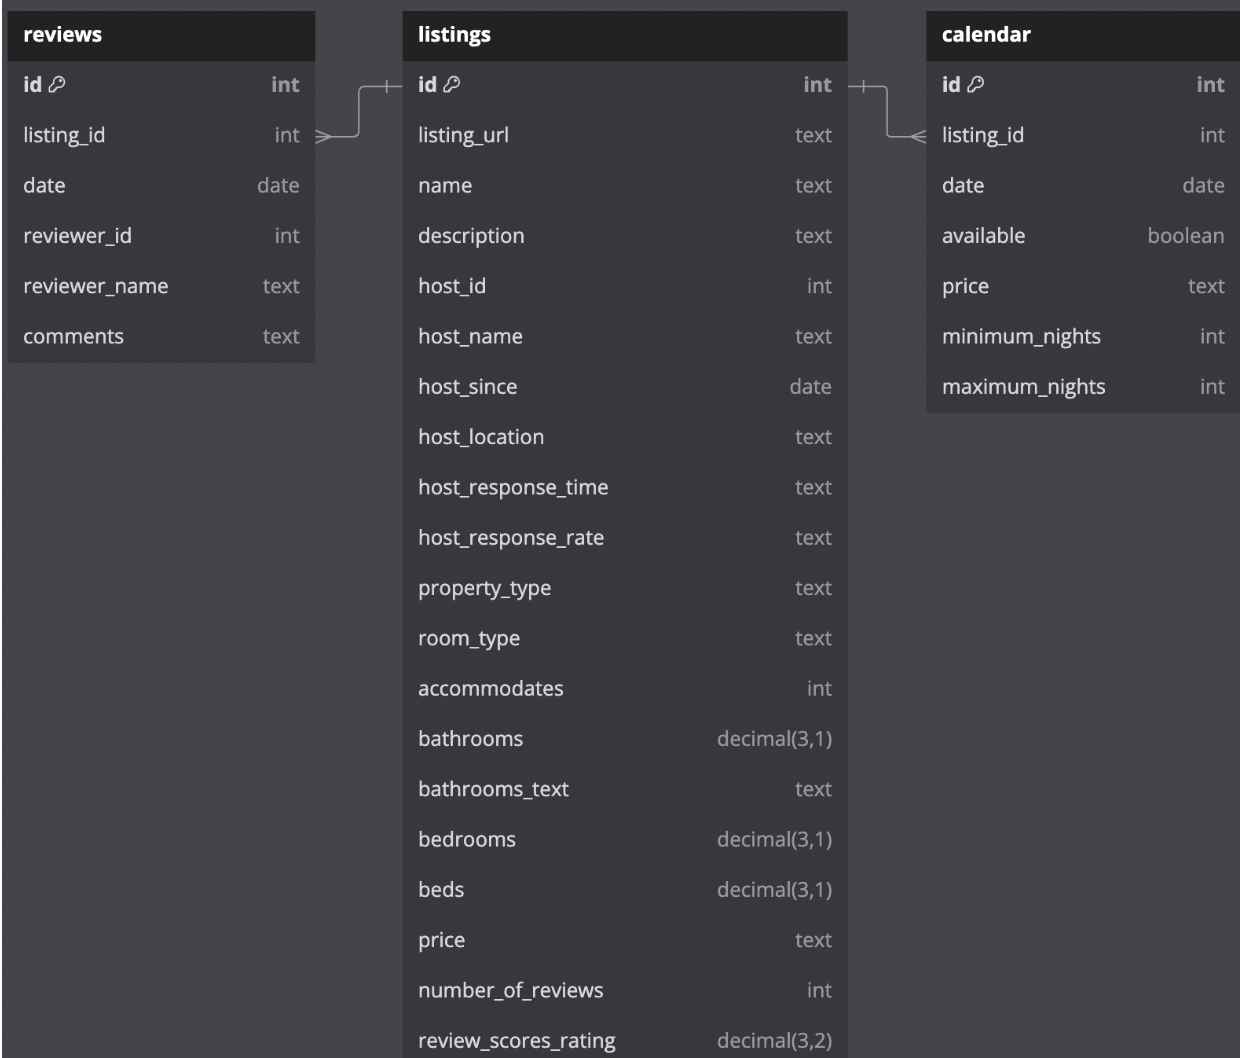 reviews
id int
listing_id int
date date
reviewer_id int
reviewer_name text
comments text
listings
id int
listing_url text
name text
description text
host_id int
host_name text
host_since date
host_location text
host_response_time text
host_response_rate text
property_type text
room_type text
accommodates int
bathrooms decimal(3,1)
bathrooms_text text
bedrooms decimal(3,1)
beds decimal(3,1)
price text
number_of_reviews int
review_scores_rating decimal(3,2)
calendar
id int
listing_id int
date date
available boolean
price text
minimum_nights int
maximum_nights int